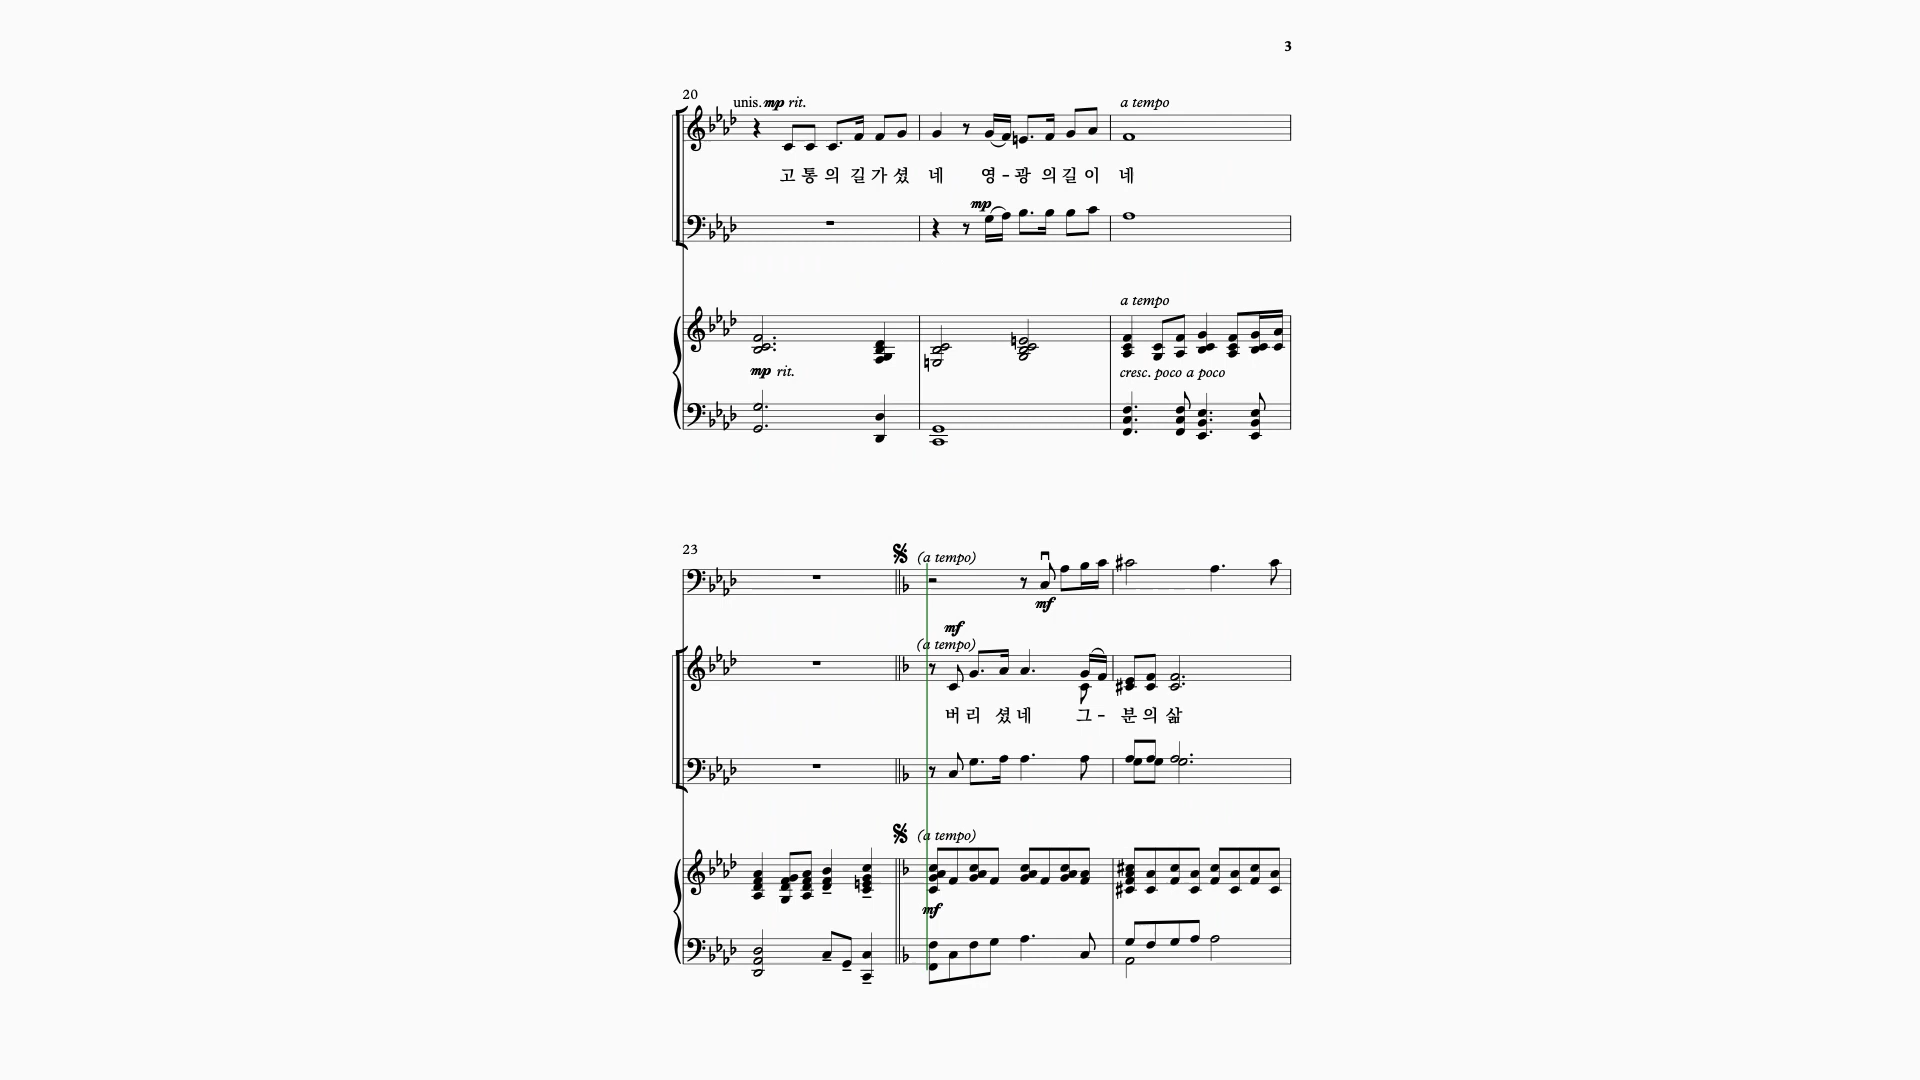 3
20
unis. mp rit.
a tempo
고 통 의 길 가 셨 네 영 - 광 의 길 이 네
mp
a tempo
mp rit.
cresc. poco a poco
23
(a tempo)
mf
mf
(a tempo)
버 리 셨 네 그 - 분 의 삶
(a tempo)
mf